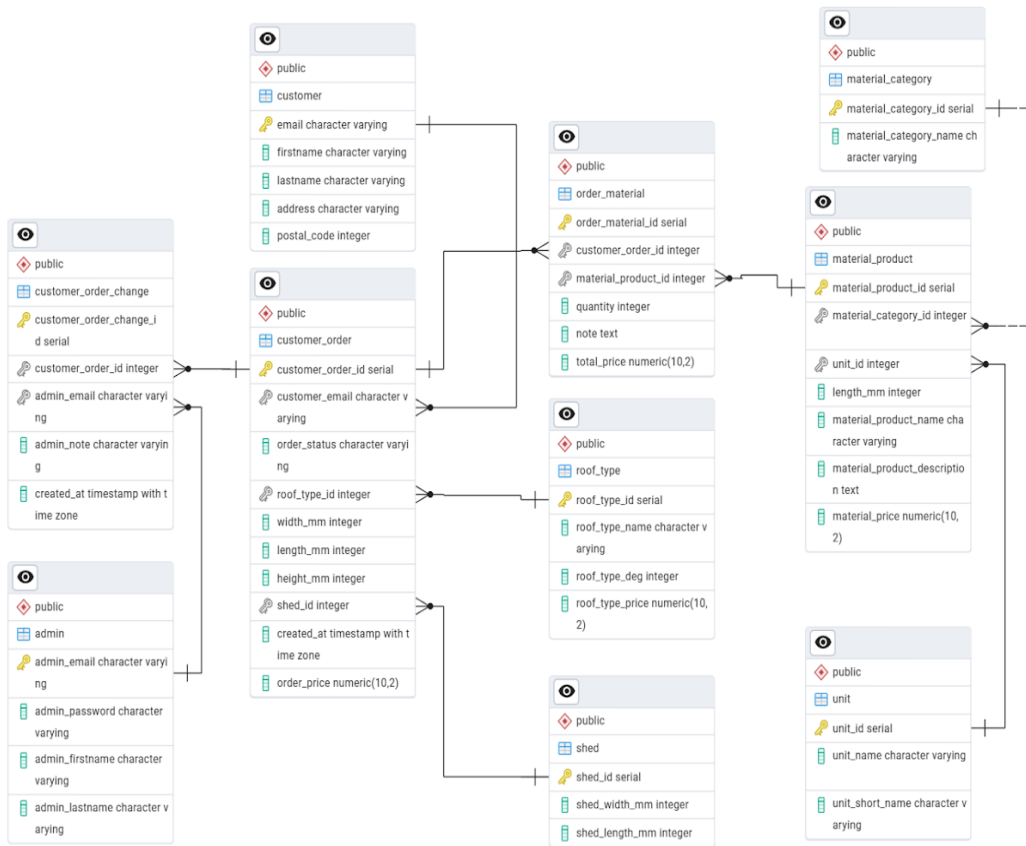 public
customer
email character varying
firstname character varying
lastname character varying
address character varying
postal_code integer
public
customer_order_change
customer_order_change_i
d serial
customer_order_id integer
admin_email character varyi
ng
admin_note character varyin
g
created_at timestamp with t
ime zone
public
admin
admin_email character varyi
ng
admin_password character
varying
admin_firstname character
varying
admin_lastname character v
arying
public
customer_order
customer_order_id serial
customer_email character v
arying
order_status character varyi
ng
roof_type_id integer
width_mm integer
length_mm integer
height_mm integer
shed_id integer
created_at timestamp with t
ime zone
order_price numeric(10,2)
public
order_material
order_material_id serial
customer_order_id integer
material_product_id integer
quantity integer
note text
total_price numeric(10,2)
public
roof_type
roof_type_id serial
roof_type_name character v
arying
roof_type_deg integer
roof_type_price numeric(10,
2)
public
shed
shed_id serial
shed_width_mm integer
shed_length_mm integer
public
material_category
material_category_id serial
material_category_name ch
aracter varying
public
material_product
material_product_id serial
material_category_id integer
unit_id integer
length_mm integer
material_product_name cha
racter varying
material_product_descriptio
n text
material_price numeric(10,
2)
public
unit
unit_id serial
unit_name character varying
unit_short_name character v
arying